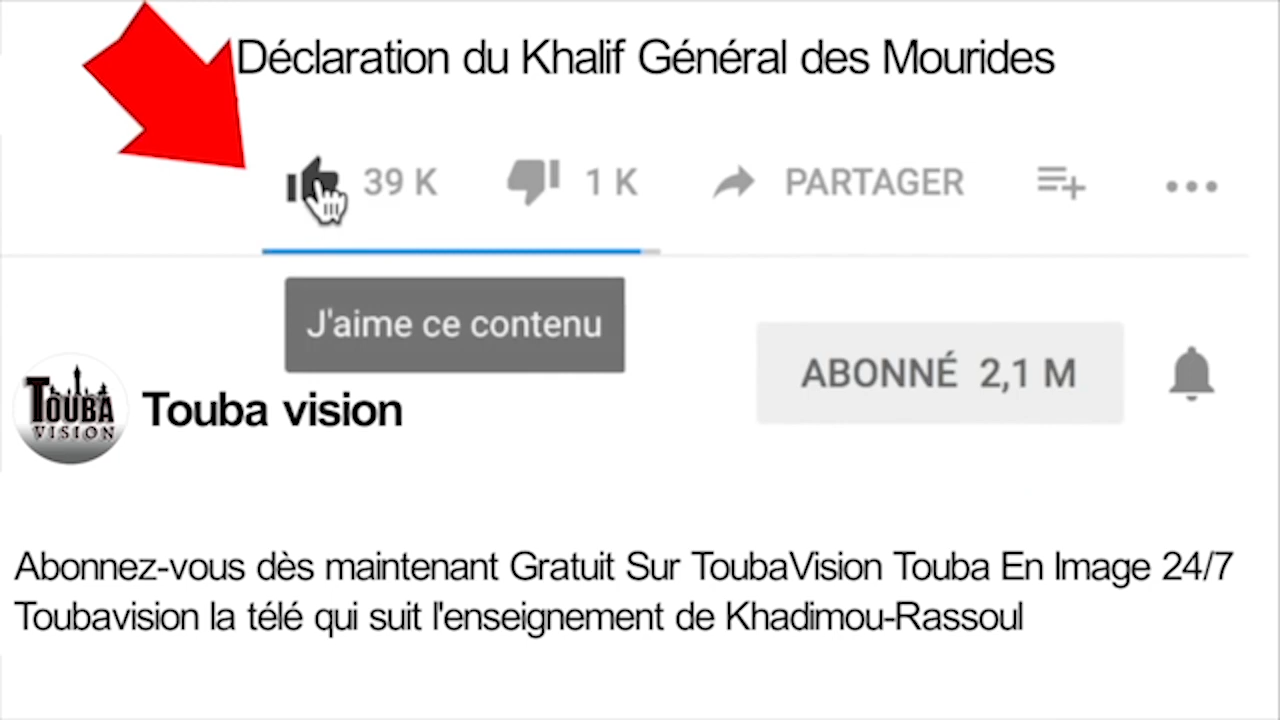 Déclaration du Khalif Général des Mourides
39 K 1 K PARTAGER
J'aime ce contenu
ABONNÉ 2,1 M
TOUBA
VISION
Touba vision
Abonnez-vous dès maintenant Gratuit Sur ToubaVision Touba En Image 24/7
Toubavision la télé qui suit l'enseignement de Khadimou-Rassoul